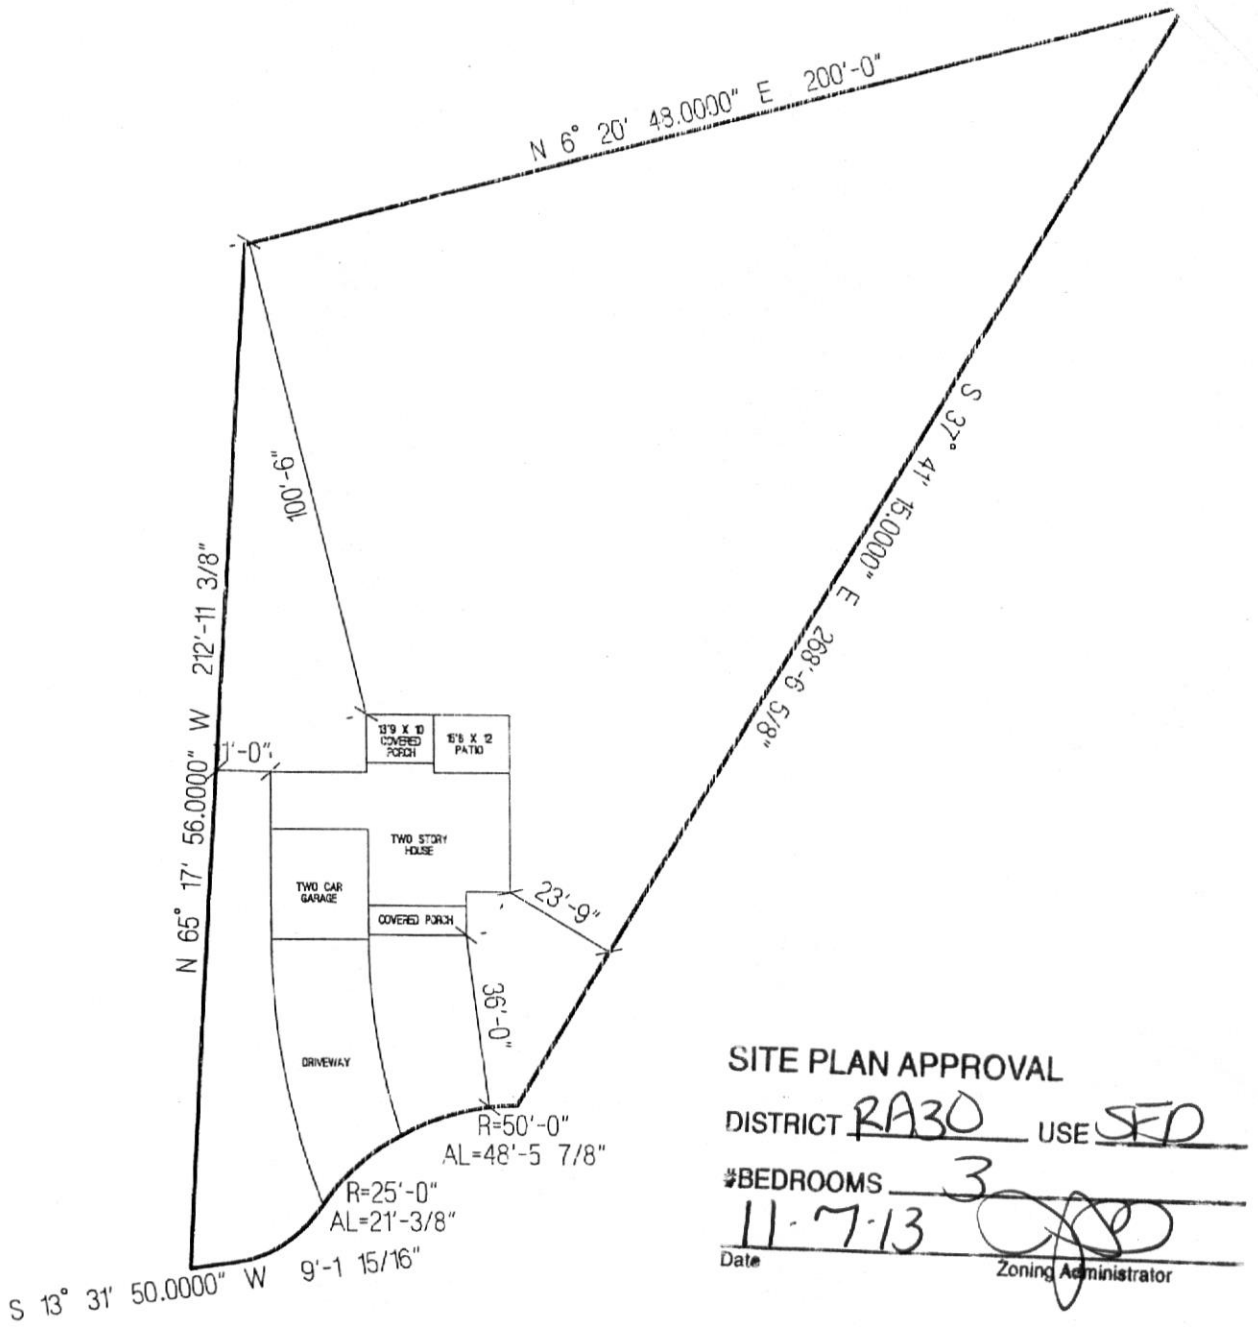 N 6° 20' 48.0000" E 200'-0"
S 37° 41' 15.0000" E 268'-6 5/8"
100'-6"
N 65° 17' 56.0000" W 212'-11 3/8"
1'-0"
13'9 X 10
COVERED
PORCH
15'6 X 12
PATIO
TWO STORY
HOUSE
TWO CAR
GARAGE
COVERED PORCH
23'-9"
36'-0"
DRIVEWAY
R=50'-0"
AL=48'-5 7/8"
R=25'-0"
AL=21'-3/8"
S 13° 31' 50.0000" W 9'-1 15/16"
SITE PLAN APPROVAL
DISTRICT RA30 USE SFD
#BEDROOMS 3
11-7-13
Date Zoning Administrator